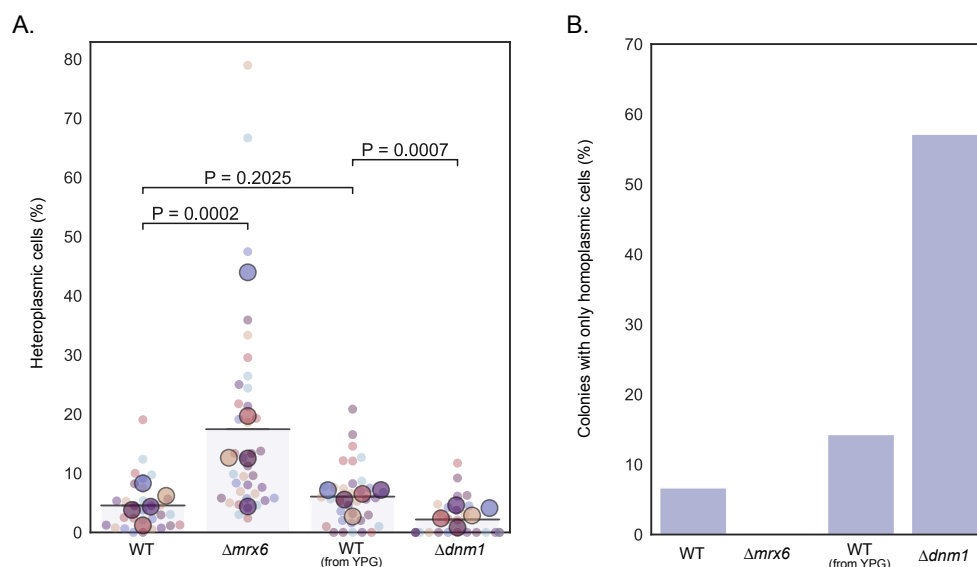 A.
B.
Heteroplasmic cells (%)
80
70
60
50
40
30
20
10
0
P = 0.0007
P = 0.2025
P = 0.0002
WT
Δmrx6
WT
(from YPG)
Δdnm1
Colonies with only homoplasmic cells (%)
70
60
50
40
30
20
10
0
WT
Δmrx6
WT
(from YPG)
Δdnm1